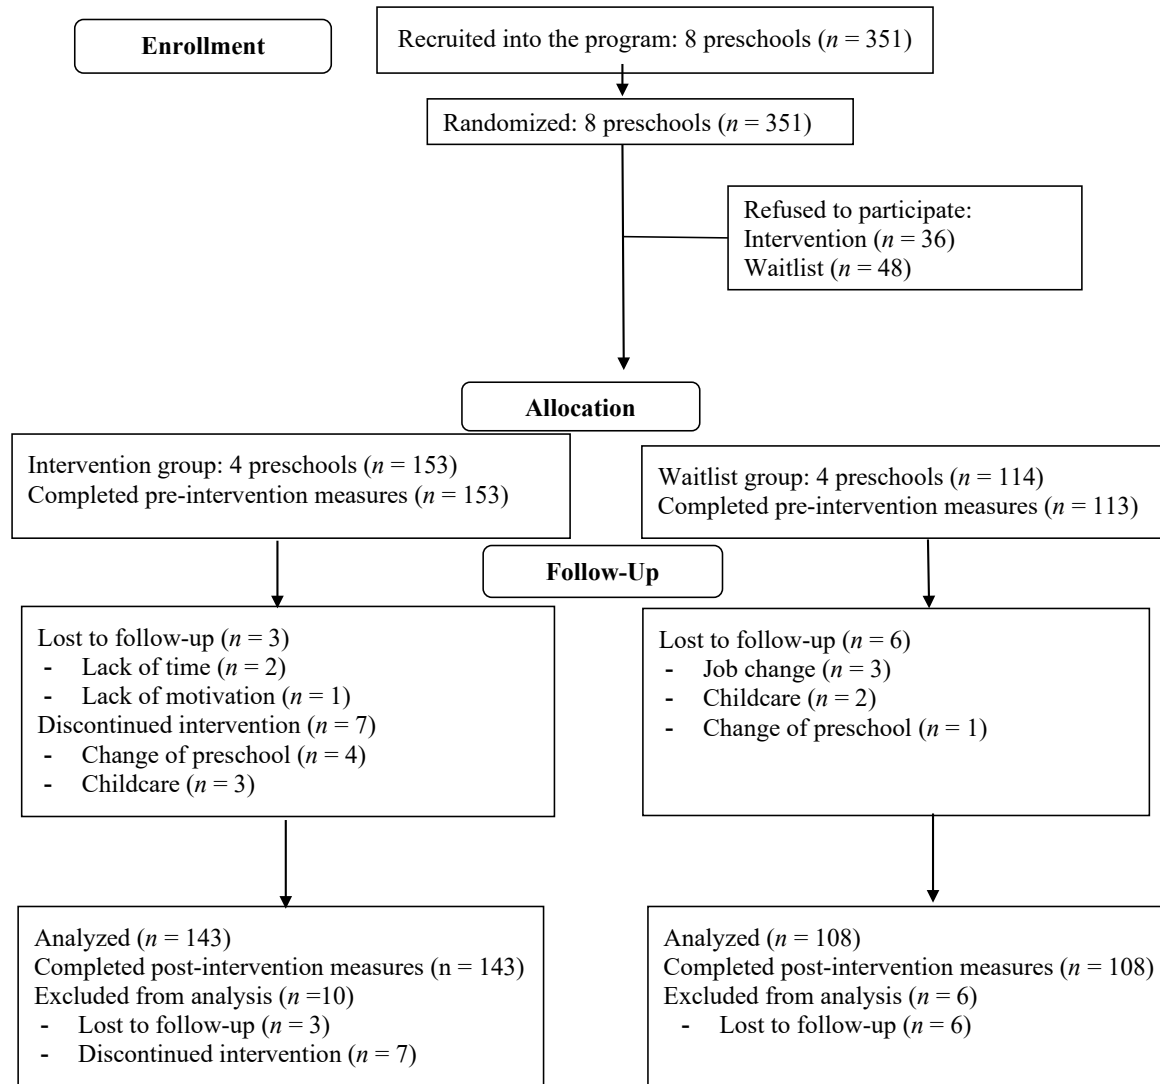 Enrollment
Recruited into the program: 8 preschools (n = 351)
Randomized: 8 preschools (n = 351)
Refused to participate:
Intervention (n = 36)
Waitlist (n = 48)
Allocation
Intervention group: 4 preschools (n = 153)
Completed pre-intervention measures (n = 153)
Waitlist group: 4 preschools (n = 114)
Completed pre-intervention measures (n = 113)
Follow-Up
Lost to follow-up (n = 3)
- Lack of time (n = 2)
- Lack of motivation (n = 1)
Discontinued intervention (n = 7)
- Change of preschool (n = 4)
- Childcare (n = 3)
Lost to follow-up (n = 6)
- Job change (n = 3)
- Childcare (n = 2)
- Change of preschool (n = 1)
Analyzed (n = 143)
Completed post-intervention measures (n = 143)
Excluded from analysis (n =10)
- Lost to follow-up (n = 3)
- Discontinued intervention (n = 7)
Analyzed (n = 108)
Completed post-intervention measures (n = 108)
Excluded from analysis (n = 6)
- Lost to follow-up (n = 6)